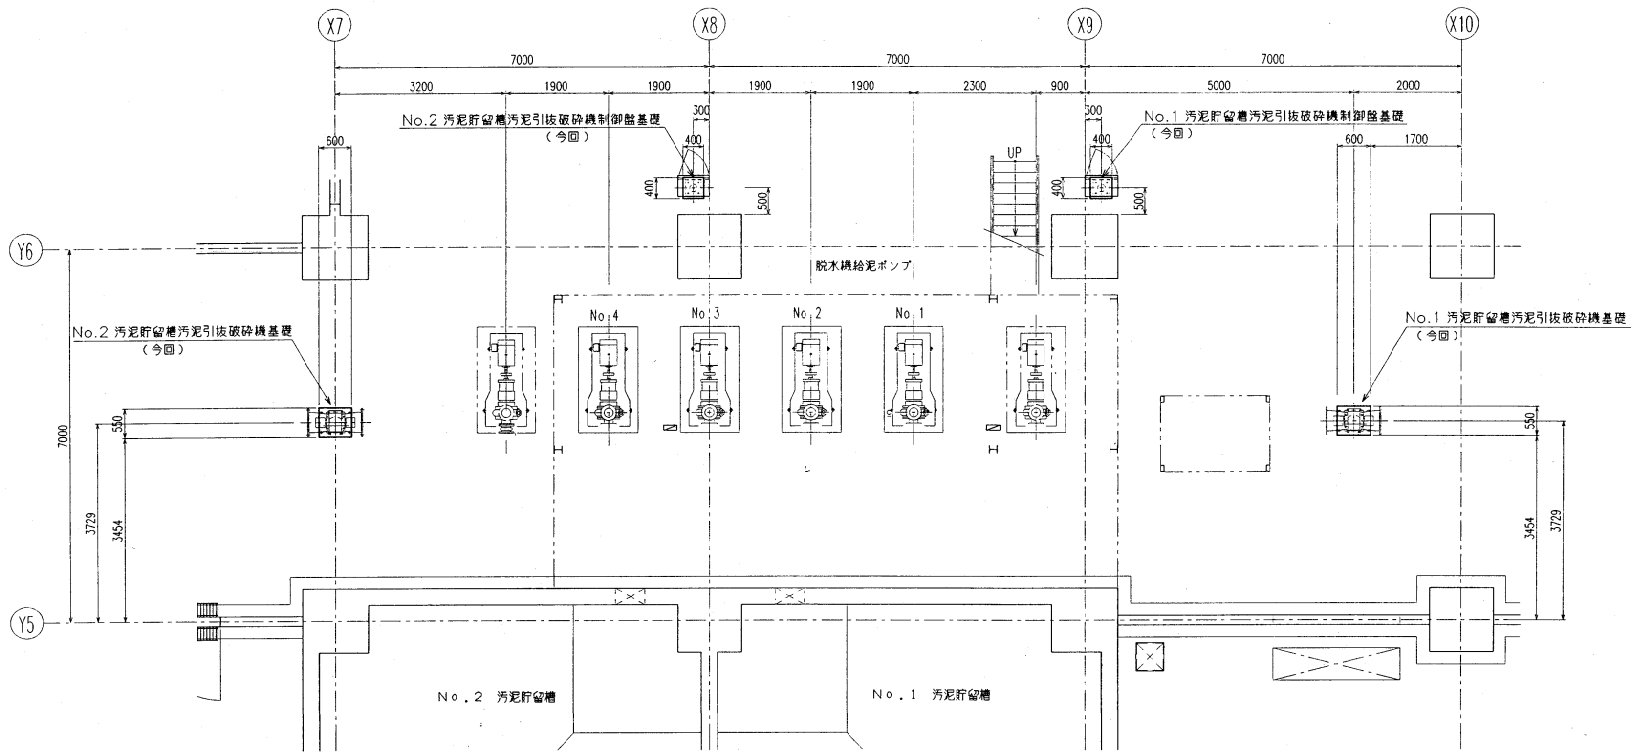 X7 X8 X9 X10
7000 7000 7000
3200 1900 1900 1900 1900 2300 900 5000 2000
No.2 汚泥貯留槽汚泥引抜破砕機制御盤基礎
(今回)
No.1 汚泥貯留槽汚泥引抜破砕機制御盤基礎
(今回)
600 400 400 600 1700
UP
400 500 400 500
Y6
脱水機給泥ポンプ
No.4 No.3 No.2 No.1
No.2 汚泥貯留槽汚泥引抜破砕機基礎
(今回)
No.1 汚泥貯留槽汚泥引抜破砕機基礎
(今回)
7000 550 550
3729 3454 3454 3729
Y5
No.2 汚泥貯留槽
No.1 汚泥貯留槽